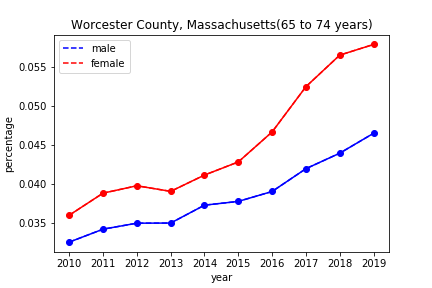 Worcester County, Massachusetts(65 to 74 years)
male
female
0.055
0.050
0.045
0.040
0.035
percentage
2010 2011 2012 2013 2014 2015 2016 2017 2018 2019
year